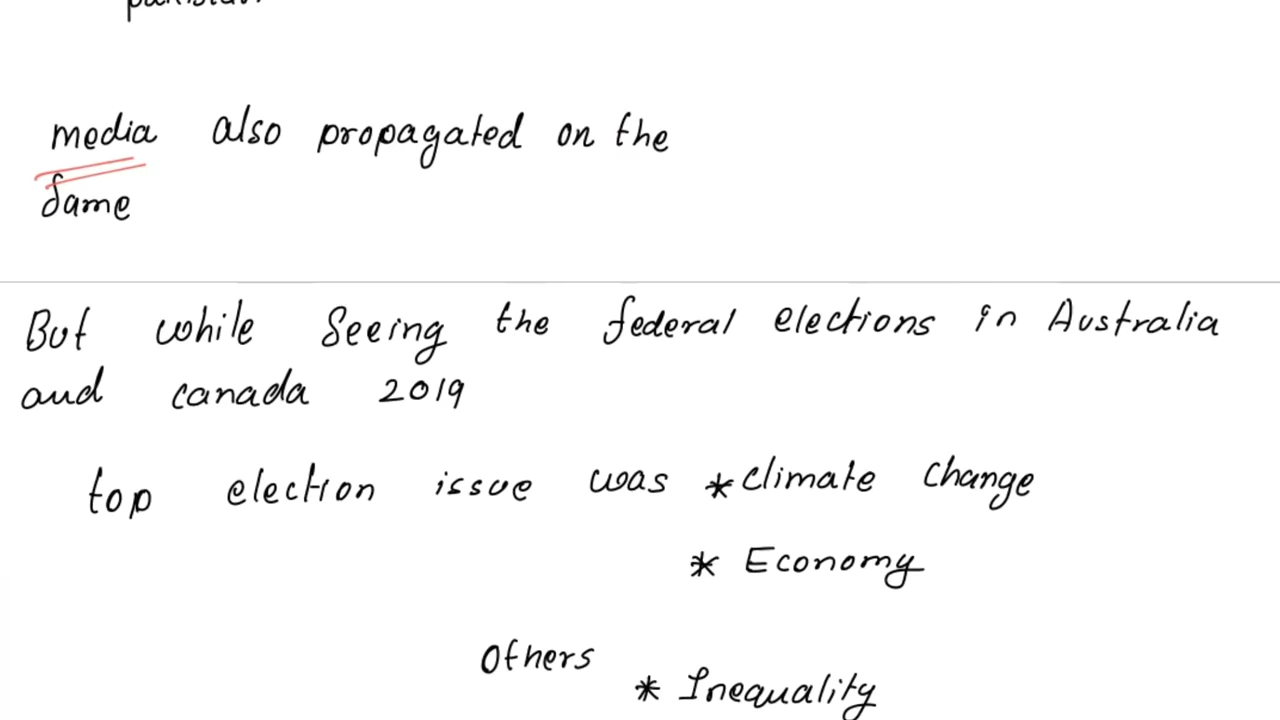 media also propagated on the
same
But while seeing the federal elections in Australia
and canada 2019
top election issue was * climate change
* Economy
others
* Inequality